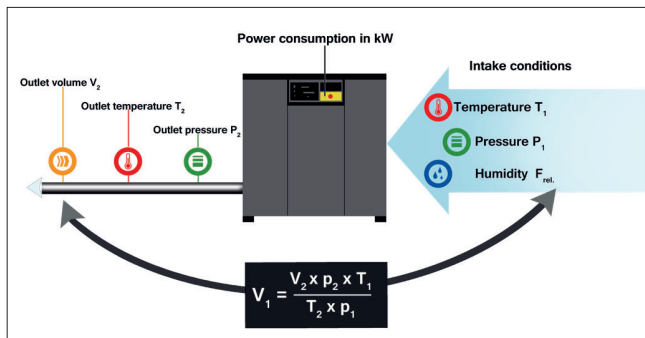 Power consumption in kW
Outlet volume V₂
Outlet temperature T₂
Outlet pressure P₂
Intake conditions
Temperature T₁
Pressure P₁
Humidity F rel.
V₁ = V₂ x p₂ x T₁
T₂ x p₁